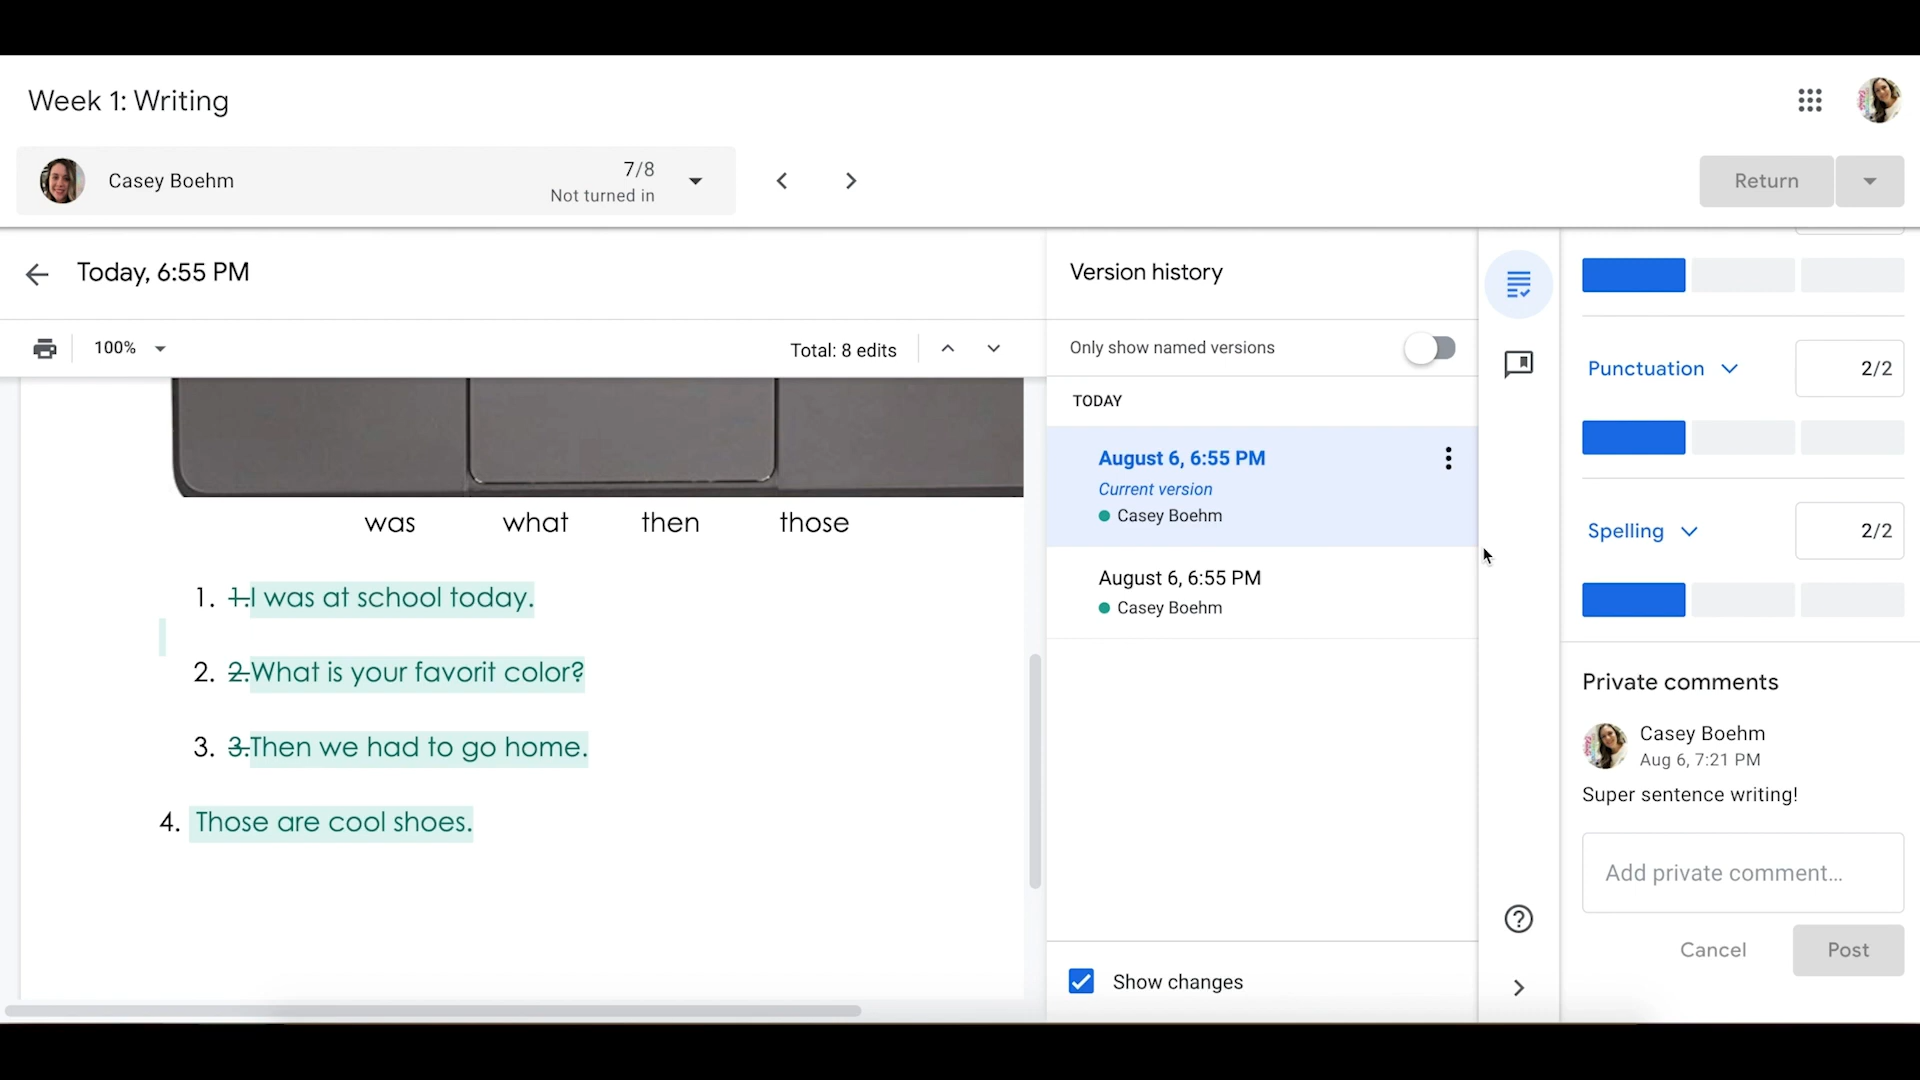 Week 1: Writing
Casey Boehm
7/8
Not turned in
Return
Today, 6:55 PM
100%
Total: 8 edits
was what then those
1. 1.I was at school today.
2. 2.What is your favorit color?
3. 3.Then we had to go home.
4. Those are cool shoes.
Version history
Only show named versions
TODAY
August 6, 6:55 PM
Current version
Casey Boehm
August 6, 6:55 PM
Casey Boehm
Show changes
Punctuation
2/2
Spelling
2/2
Private comments
Casey Boehm
Aug 6, 7:21 PM
Super sentence writing!
Add private comment...
Cancel
Post